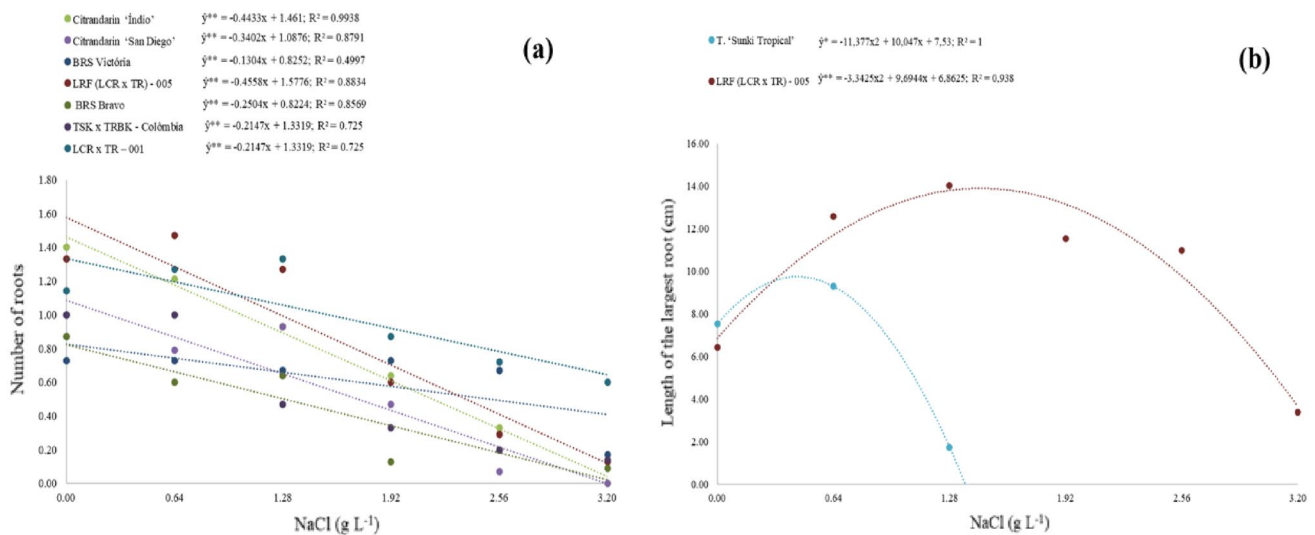 Citrandarin ‘Índio’ ŷ** = -0.4433x + 1.461; R² = 0.9938
Citrandarin ‘San Diego’ ŷ** = -0.3402x + 1.0876; R² = 0.8791
BRS Victória ŷ** = -0.1304x + 0.8252; R² = 0.4997
LRF (LCR x TR) - 005 ŷ** = -0.4558x + 1.5776; R² = 0.8834
BRS Bravo ŷ** = -0.2504x + 0.8224; R² = 0.8569
TSK x TRBK - Colômbia ŷ** = -0.2147x + 1.3319; R² = 0.725
LCR x TR – 001 ŷ** = -0.2147x + 1.3319; R² = 0.725
(a)
Number of roots
1.80
1.60
1.40
1.20
1.00
0.80
0.60
0.40
0.20
0.00
0.00 0.64 1.28 1.92 2.56 3.20
NaCl (g L⁻¹)
T. ‘Sunki Tropical’ ŷ* = -11,377x2 + 10,047x + 7,53; R² = 1
LRF (LCR x TR) - 005 ŷ** = -3.3425x2 + 9.6944x + 6.8625; R² = 0.938
(b)
Length of the largest root (cm)
16.00
14.00
12.00
10.00
8.00
6.00
4.00
2.00
0.00
0.00 0.64 1.28 1.92 2.56 3.20
NaCl (g L⁻¹)